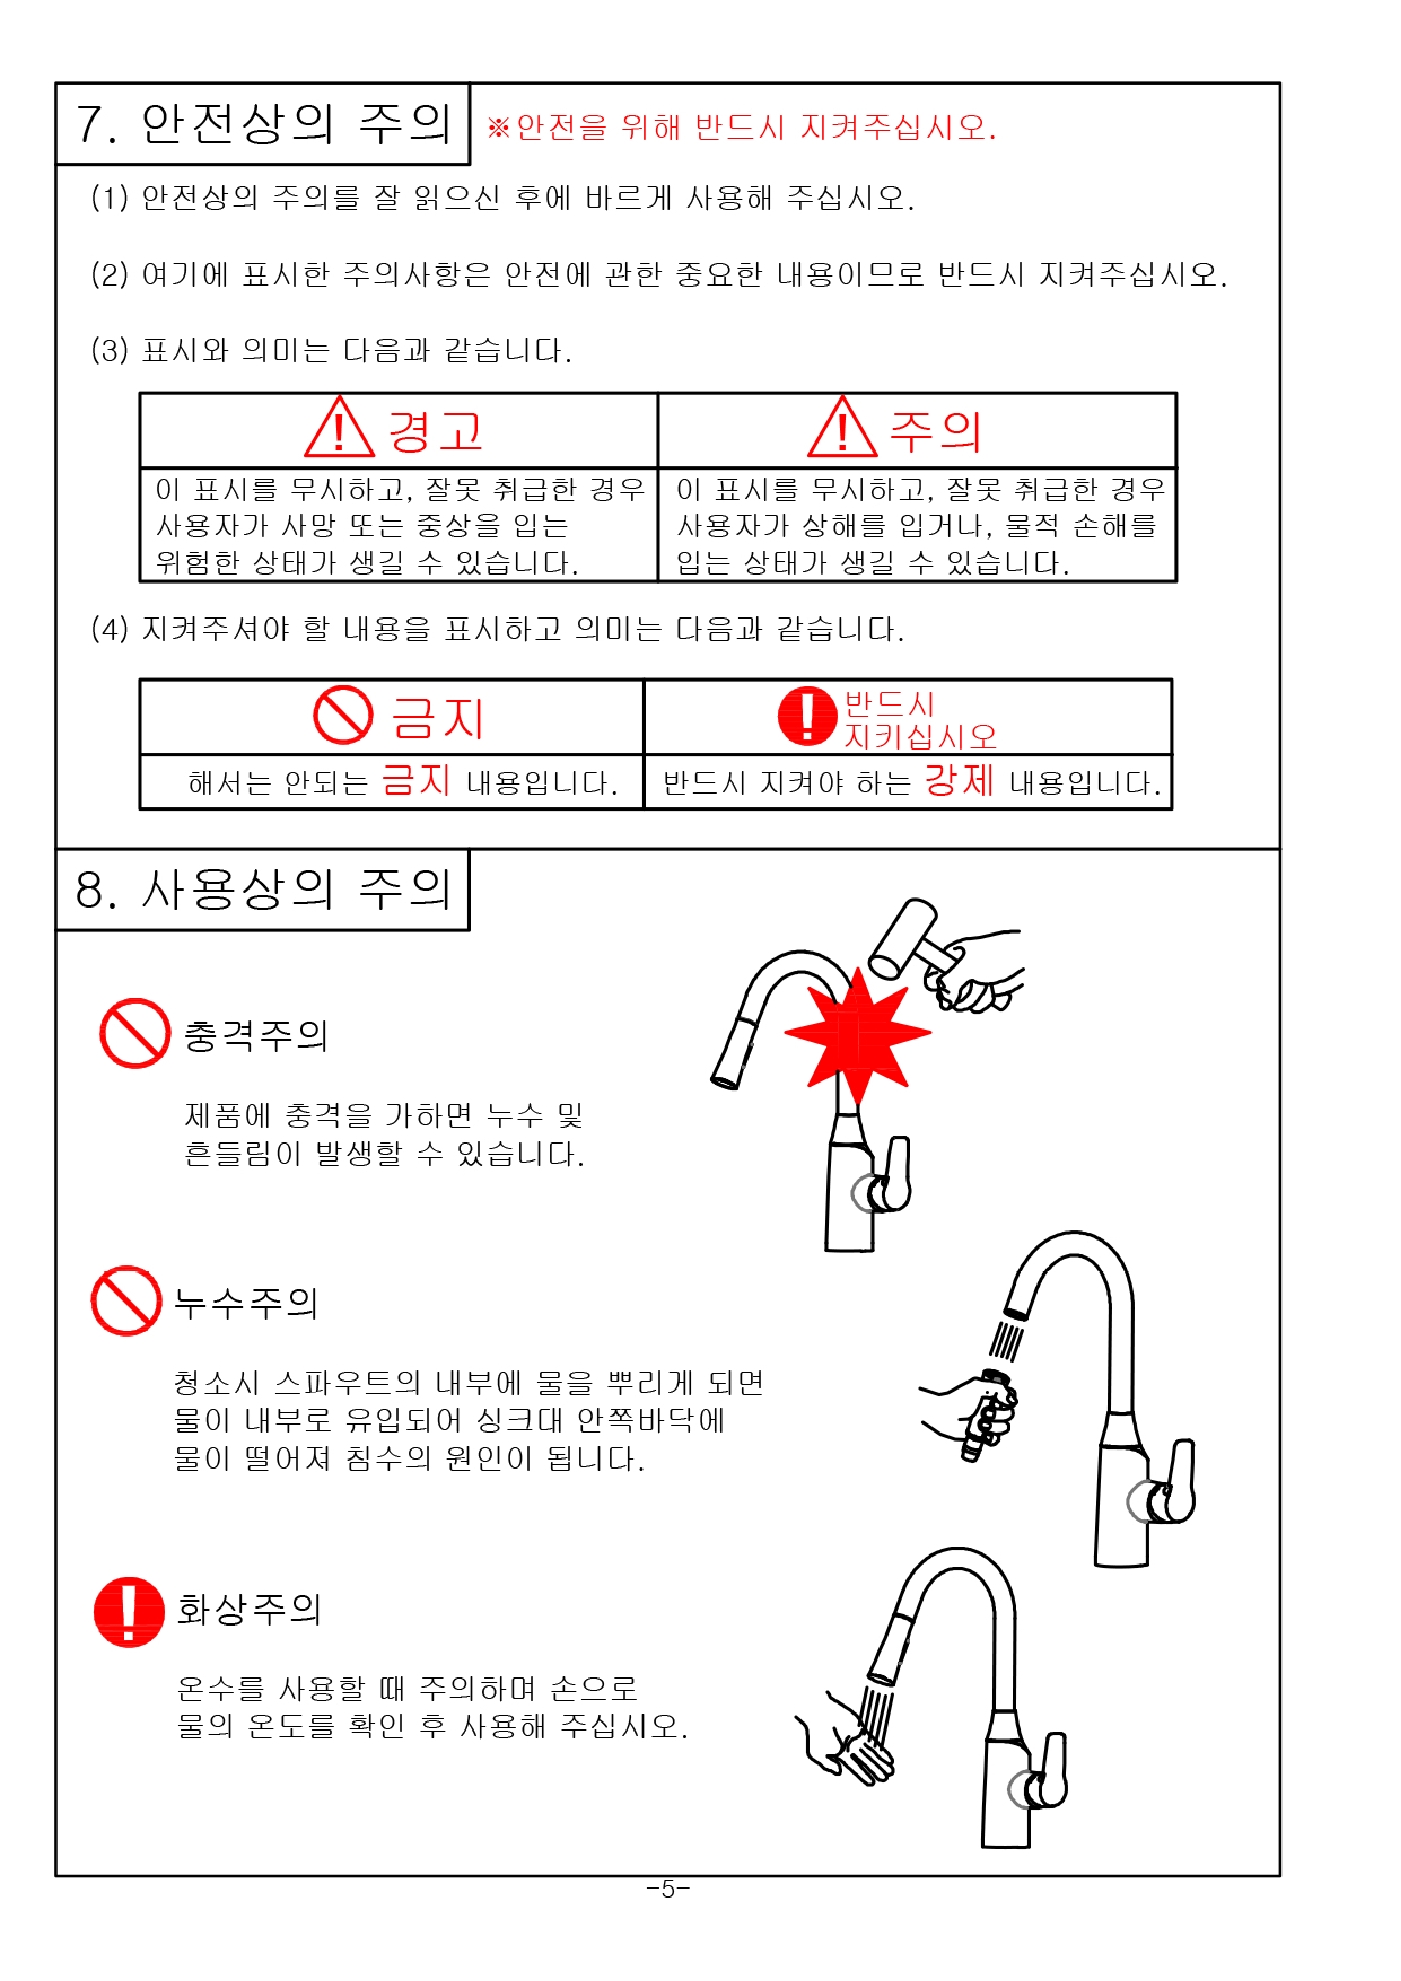 7. 안전상의 주의
※안전을 위해 반드시 지켜주십시오.
(1) 안전상의 주의를 잘 읽으신 후에 바르게 사용해 주십시오.
(2) 여기에 표시한 주의사항은 안전에 관한 중요한 내용이므로 반드시 지켜주십시오.
(3) 표시와 의미는 다음과 같습니다.
경고
이 표시를 무시하고, 잘못 취급한 경우
사용자가 사망 또는 중상을 입는
위험한 상태가 생길 수 있습니다.
주의
이 표시를 무시하고, 잘못 취급한 경우
사용자가 상해를 입거나, 물적 손해를
입는 상태가 생길 수 있습니다.
(4) 지켜주셔야 할 내용을 표시하고 의미는 다음과 같습니다.
금지
해서는 안되는 금지 내용입니다.
반드시
지키십시오
반드시 지켜야 하는 강제 내용입니다.
8. 사용상의 주의
충격주의
제품에 충격을 가하면 누수 및
흔들림이 발생할 수 있습니다.
누수주의
청소시 스파우트의 내부에 물을 뿌리게 되면
물이 내부로 유입되어 싱크대 안쪽바닥에
물이 떨어져 침수의 원인이 됩니다.
화상주의
온수를 사용할 때 주의하며 손으로
물의 온도를 확인 후 사용해 주십시오.
-5-